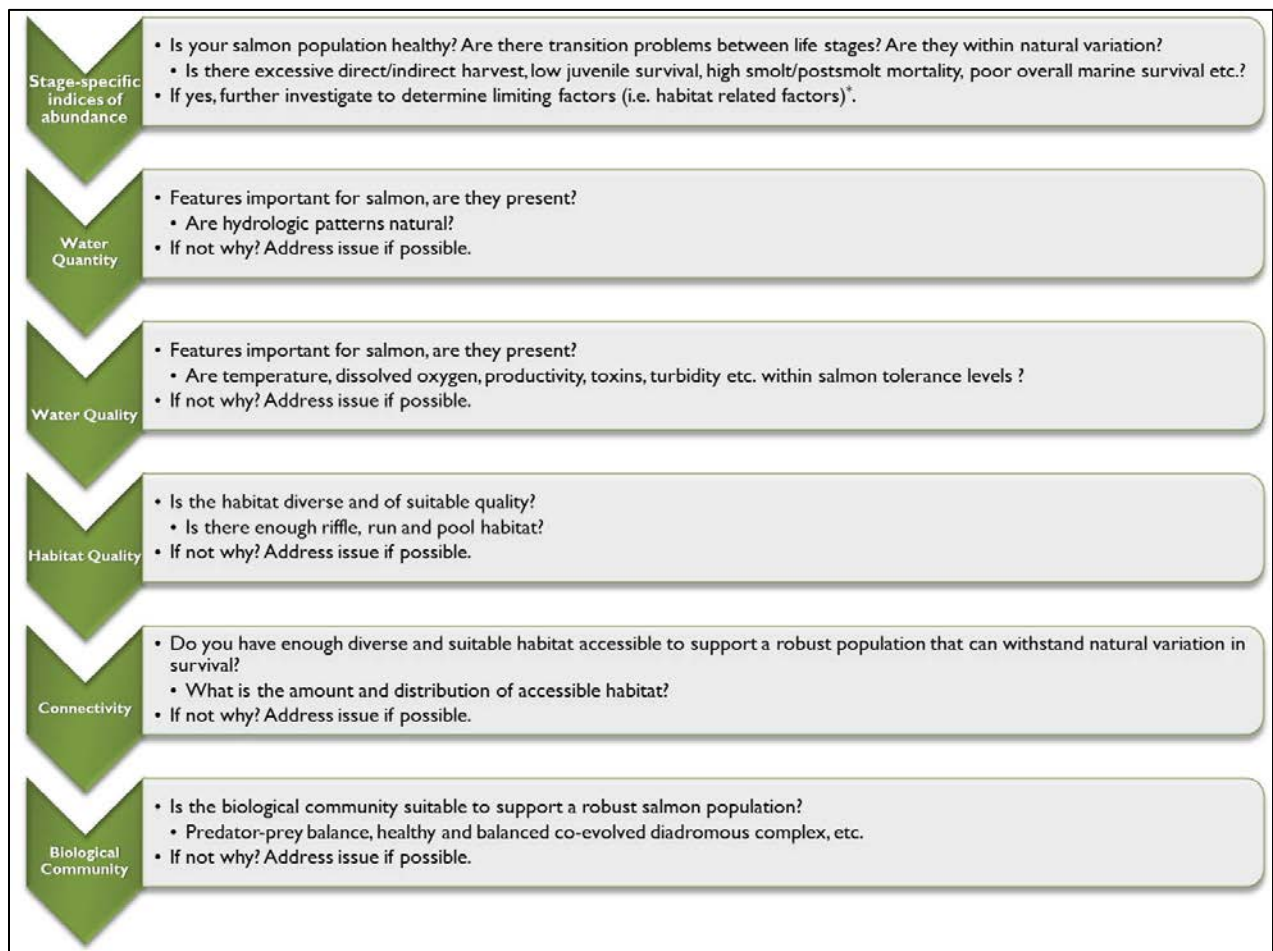 Stage-specific
indices of
abundance
• Is your salmon population healthy? Are there transition problems between life stages? Are they within natural variation?
• Is there excessive direct/indirect harvest, low juvenile survival, high smolt/postsmolt mortality, poor overall marine survival etc.?
• If yes, further investigate to determine limiting factors (i.e. habitat related factors)*.
Water
Quantity
• Features important for salmon, are they present?
• Are hydrologic patterns natural?
• If not why? Address issue if possible.
Water Quality
• Features important for salmon, are they present?
• Are temperature, dissolved oxygen, productivity, toxins, turbidity etc. within salmon tolerance levels ?
• If not why? Address issue if possible.
Habitat Quality
• Is the habitat diverse and of suitable quality?
• Is there enough riffle, run and pool habitat?
• If not why? Address issue if possible.
Connectivity
• Do you have enough diverse and suitable habitat accessible to support a robust population that can withstand natural variation in
survival?
• What is the amount and distribution of accessible habitat?
• If not why? Address issue if possible.
Biological
Community
• Is the biological community suitable to support a robust salmon population?
• Predator-prey balance, healthy and balanced co-evolved diadromous complex, etc.
• If not why? Address issue if possible.